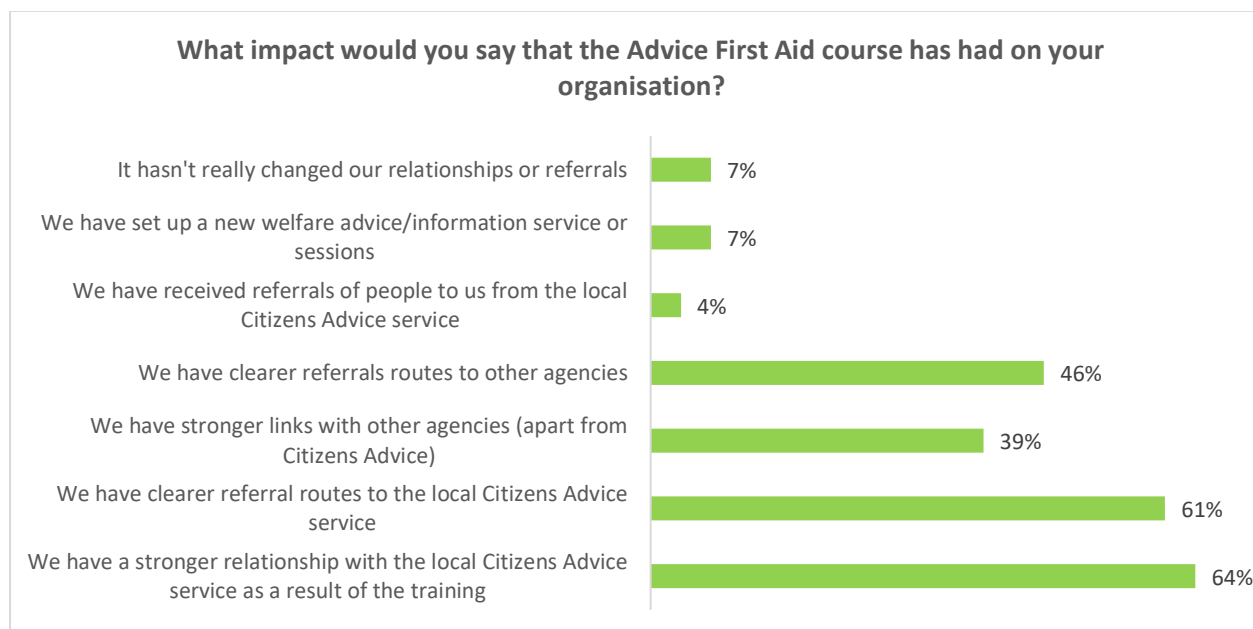 What impact would you say that the Advice First Aid course has had on your
organisation?
It hasn't really changed our relationships or referrals
7%
We have set up a new welfare advice/information service or
sessions
7%
We have received referrals of people to us from the local
Citizens Advice service
4%
We have clearer referrals routes to other agencies
46%
We have stronger links with other agencies (apart from
Citizens Advice)
39%
We have clearer referral routes to the local Citizens Advice
service
61%
We have a stronger relationship with the local Citizens Advice
service as a result of the training
64%